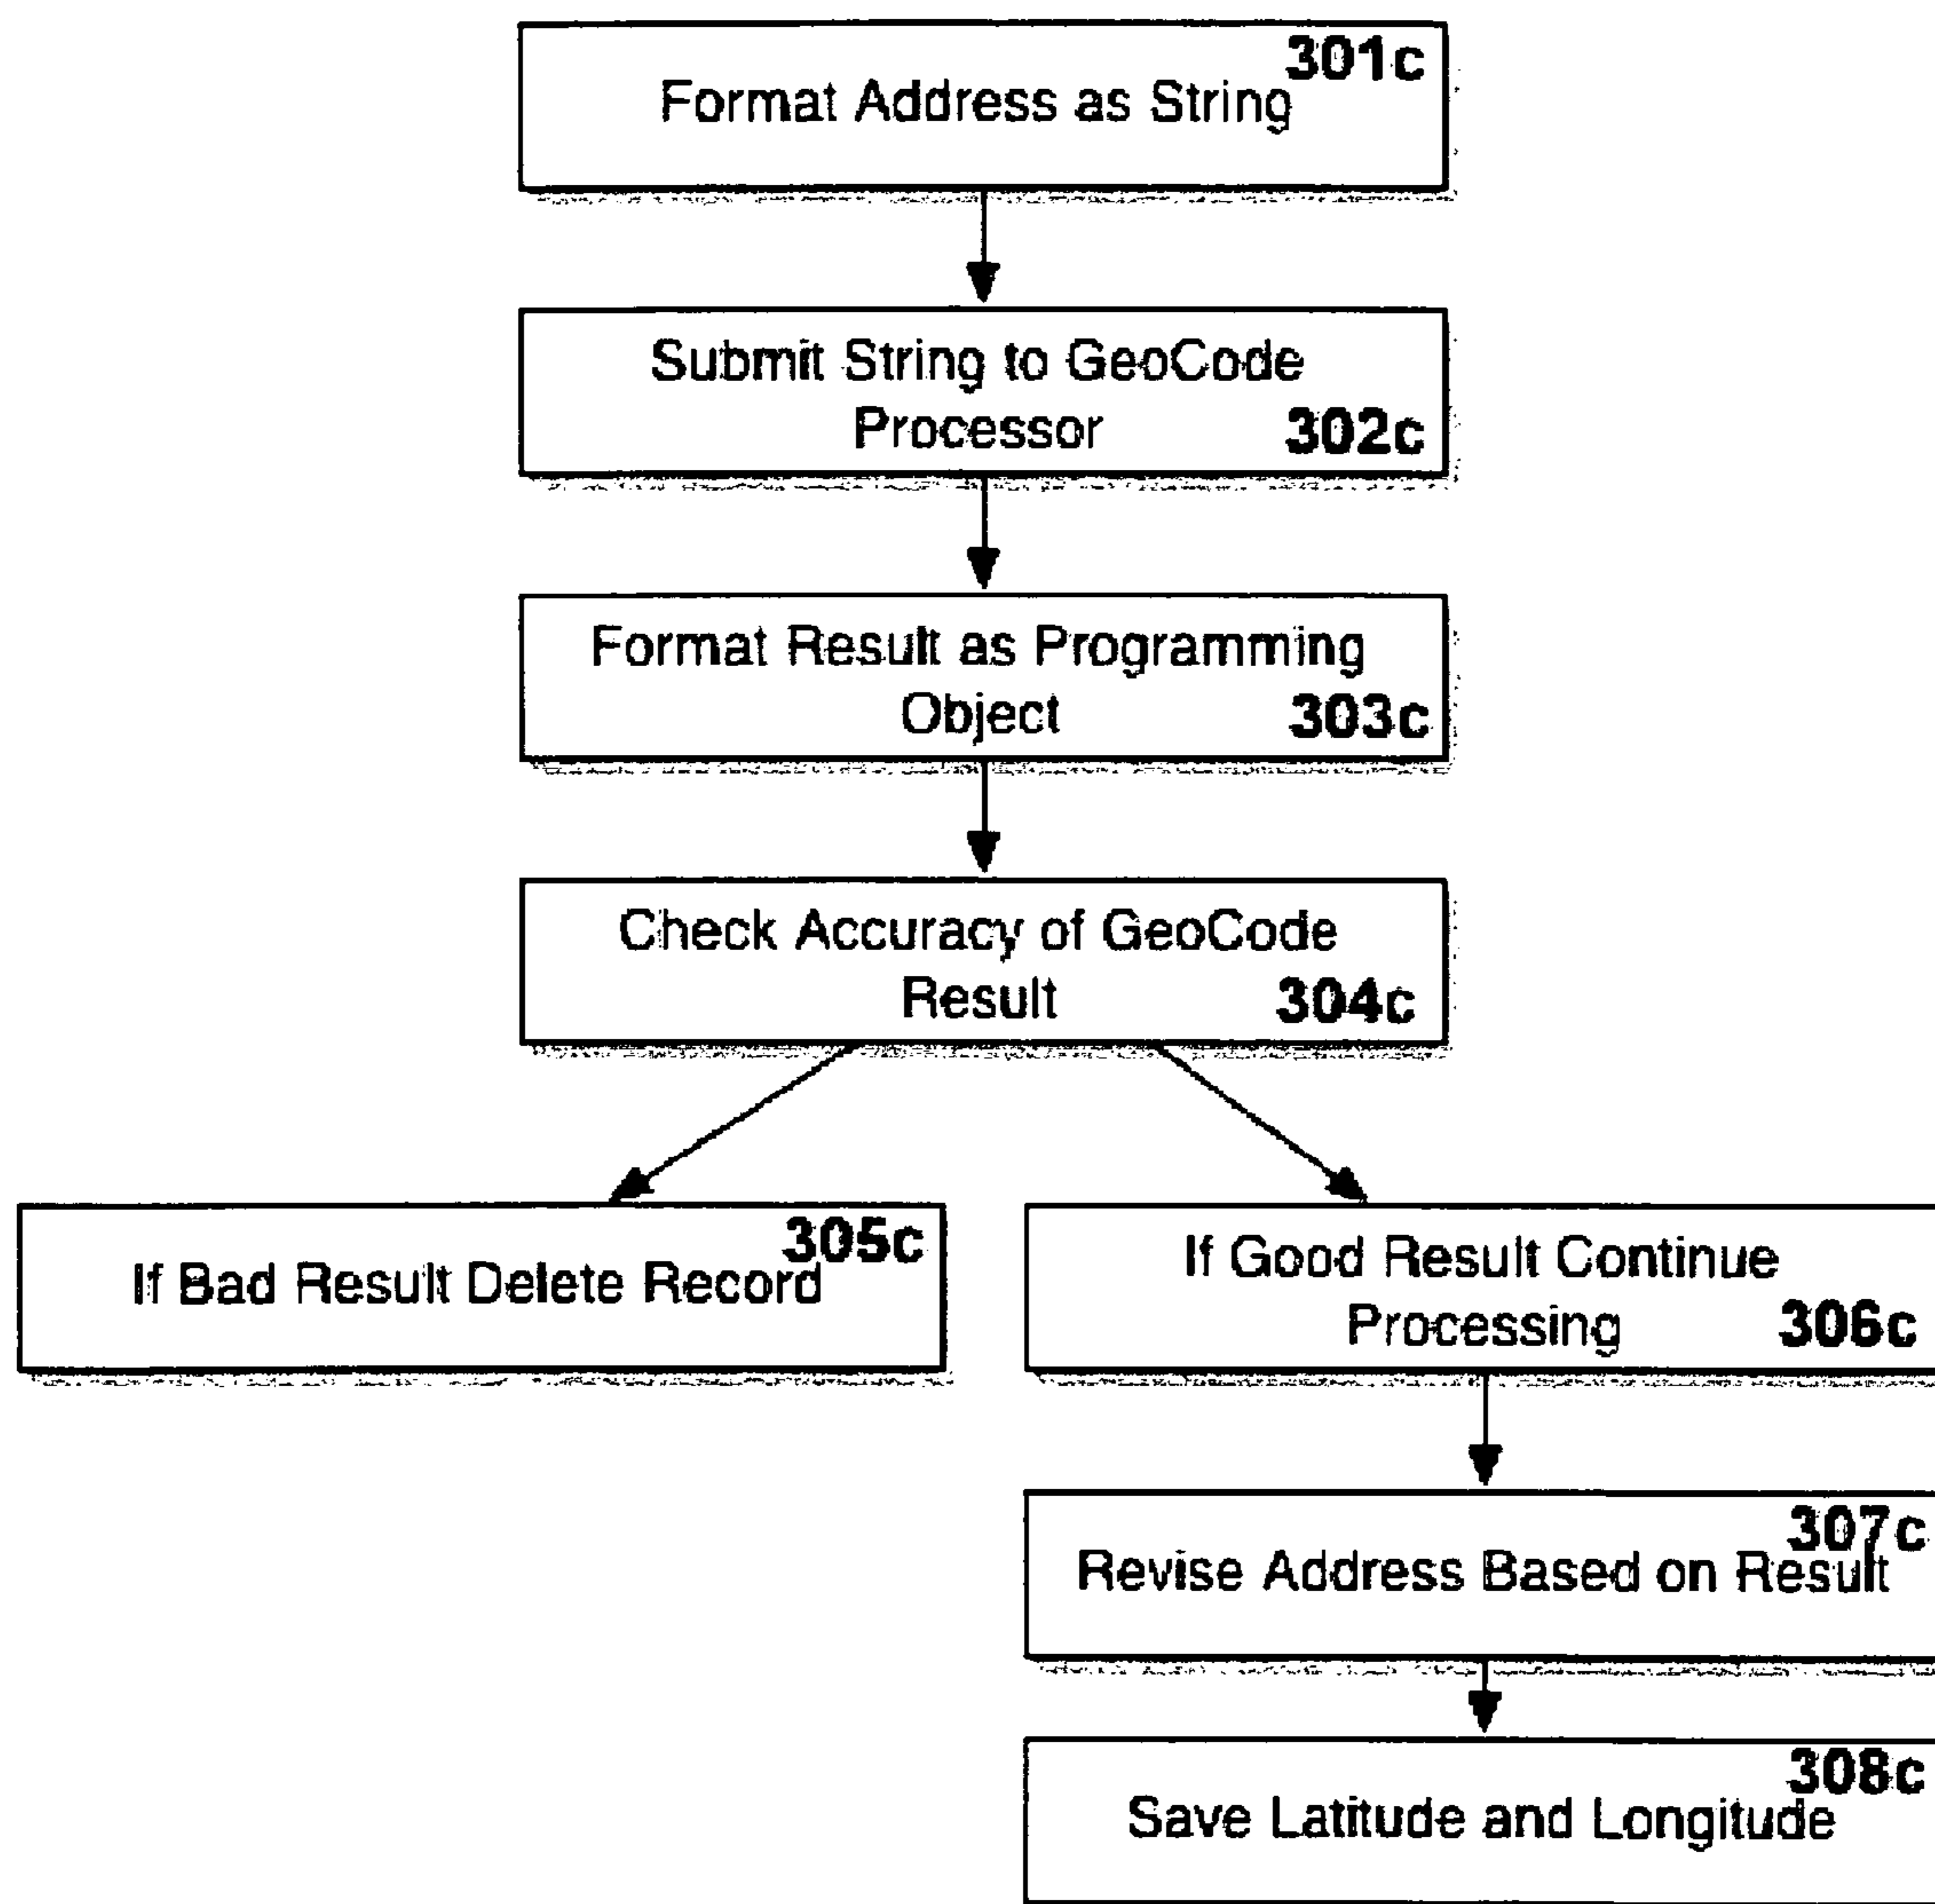 301c
Format Address as String
Submit String to GeoCode
Processor 302c
Format Result as Programming
Object 303c
Check Accuracy of GeoCode
Result 304c
305c
If Bad Result Delete Record
If Good Result Continue
Processing 306c
307c
Revise Address Based on Result
308c
Save Latitude and Longitude